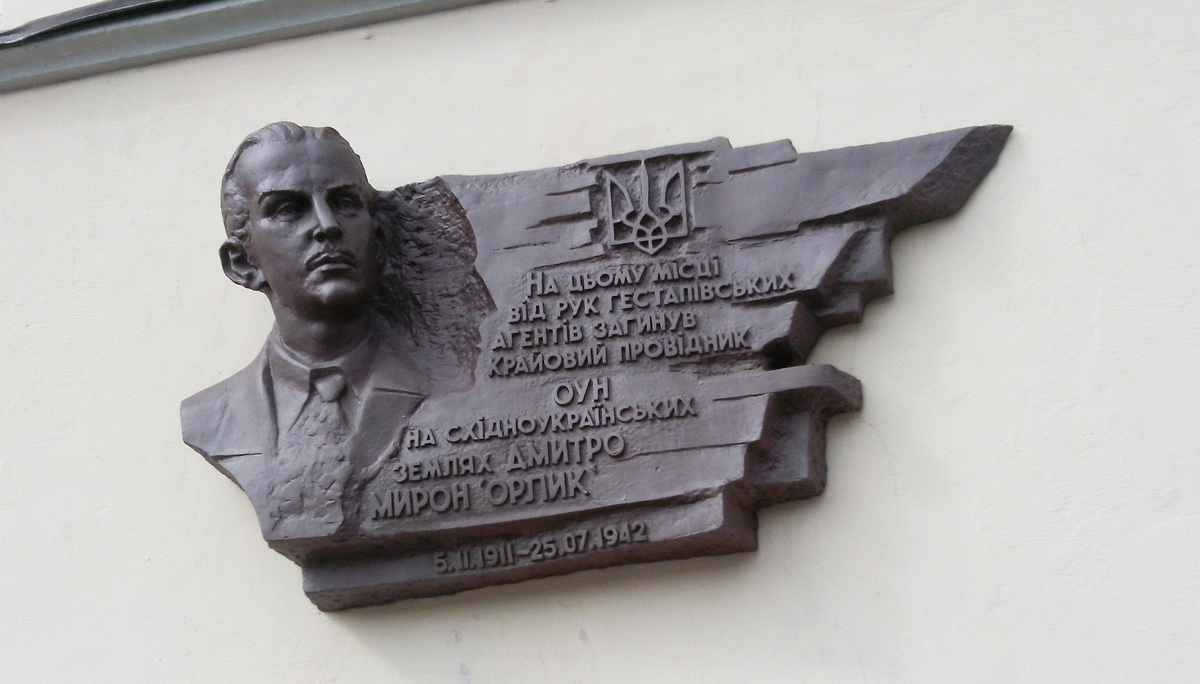 На цьому місці
від рук гестапівських
агентів загинув
крайовий провідник
ОУН
на східноукраїнських
землях Дмитро
Мирон "Орлик"
5.11.1911-25.07.1942